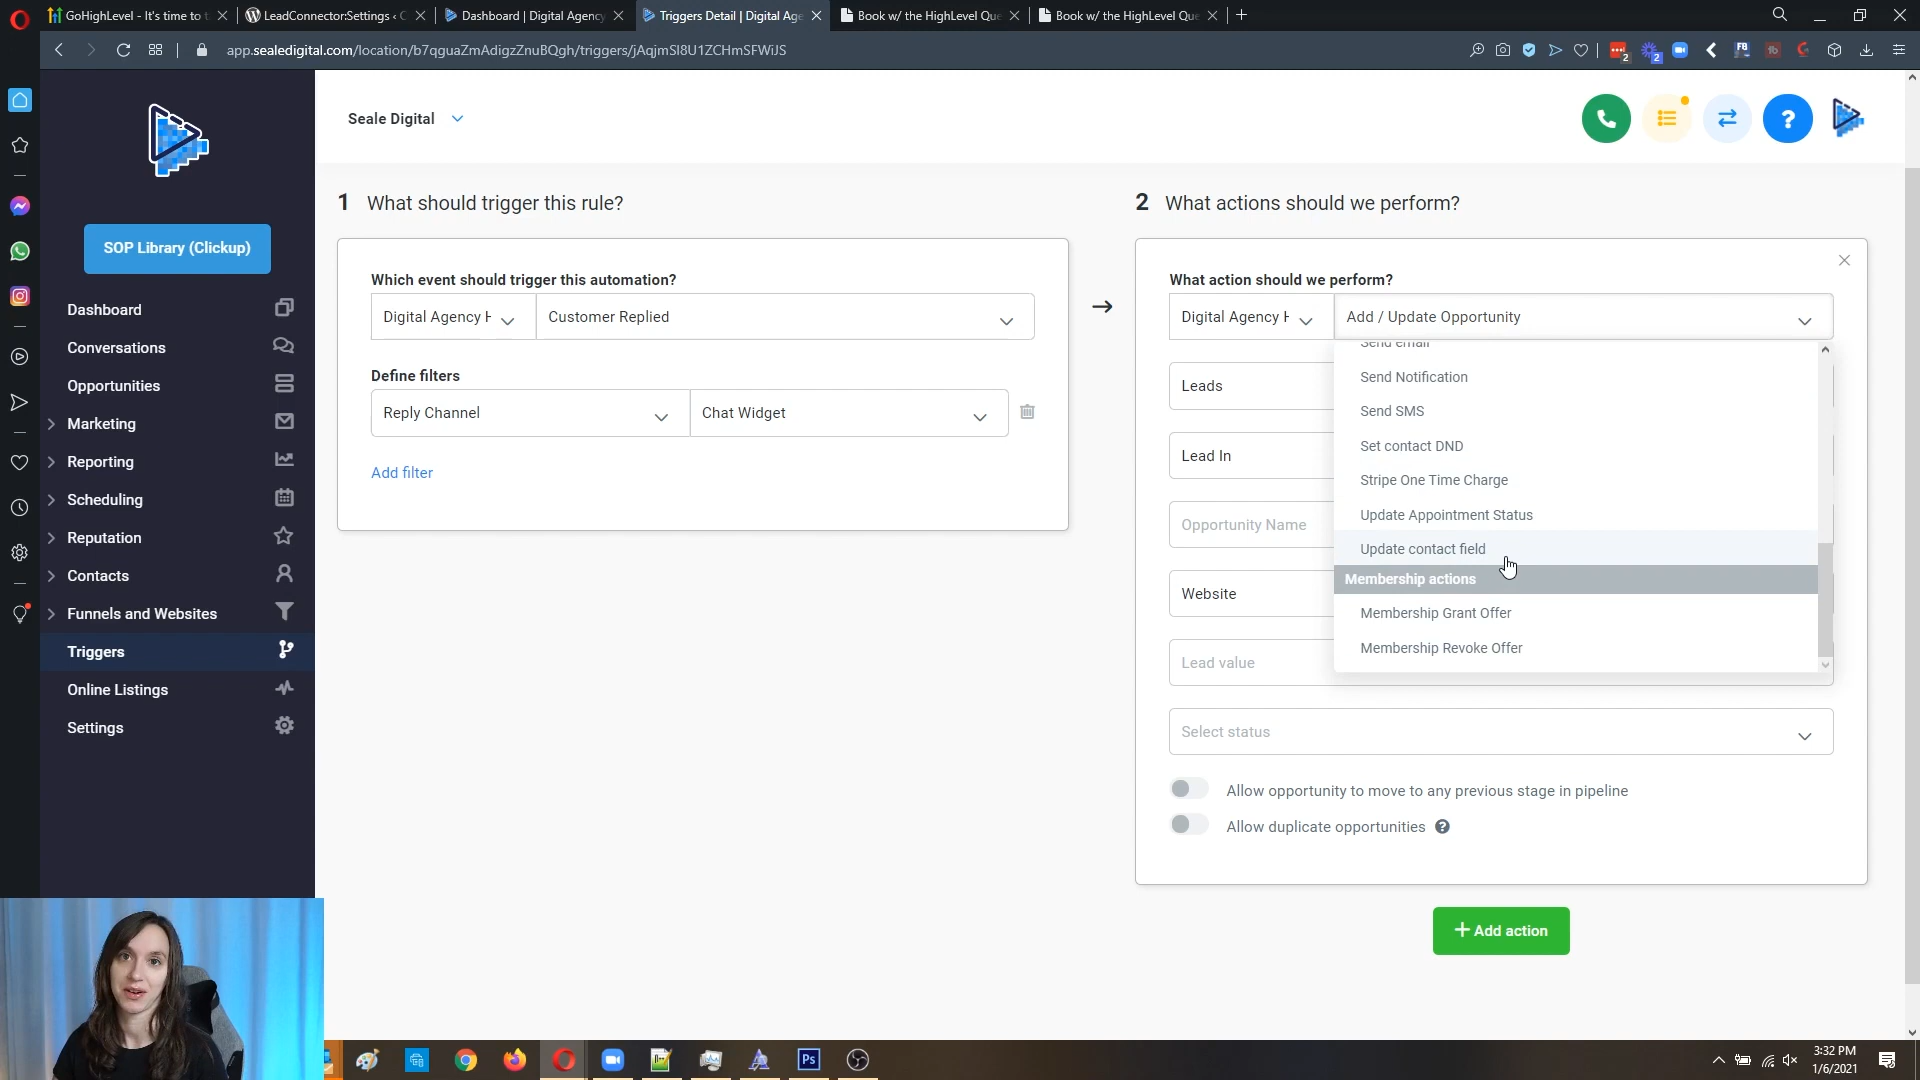 GoHighLevel - It's time to
LeadConnector:Settings ‹
Dashboard | Digital Agency
Triggers Detail | Digital Age
Book w/ the HighLevel Que
Book w/ the HighLevel Que
app.sealedigital.com/location/b7qguaZmAdigzZnuBQgh/triggers/jAqjmSl8U1ZCHmSFWiJS
2
2
FB
tb
Seale Digital
?
SOP Library (Clickup)
Dashboard
Conversations
Opportunities
Marketing
Reporting
Scheduling
Reputation
Contacts
Funnels and Websites
Triggers
Online Listings
Settings
1 What should trigger this rule?
Which event should trigger this automation?
Digital Agency H
Customer Replied
Define filters
Reply Channel
Chat Widget
Add filter
2 What actions should we perform?
What action should we perform?
Digital Agency H
Add / Update Opportunity
Leads
Lead In
Opportunity Name
Website
Lead value
Select status
Send email
Send Notification
Send SMS
Set contact DND
Stripe One Time Charge
Update Appointment Status
Update contact field
Membership actions
Membership Grant Offer
Membership Revoke Offer
Allow opportunity to move to any previous stage in pipeline
Allow duplicate opportunities ?
+ Add action
Ps
3:32 PM
1/6/2021